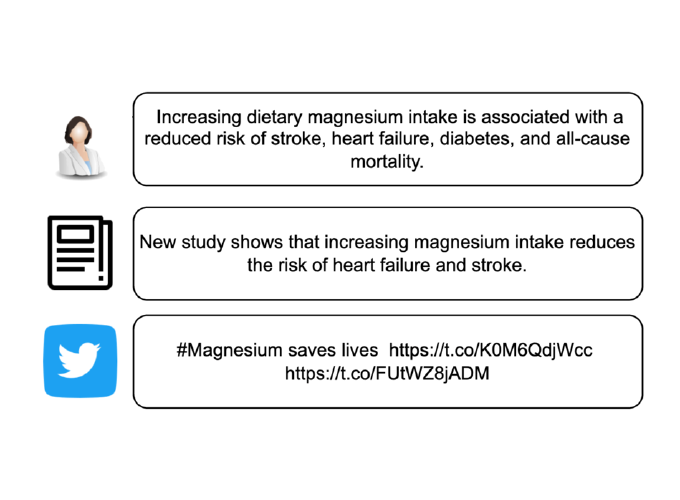 Increasing dietary magnesium intake is associated with a
reduced risk of stroke, heart failure, diabetes, and all-cause
mortality.
New study shows that increasing magnesium intake reduces
the risk of heart failure and stroke.
#Magnesium saves lives https://t.co/K0M6QdjWcc
https://t.co/FUtWZ8jADM